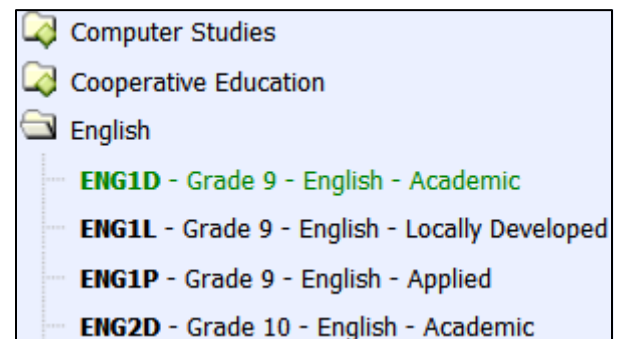 Computer Studies
Cooperative Education
English
ENG1D - Grade 9 - English - Academic
ENG1L - Grade 9 - English - Locally Developed
ENG1P - Grade 9 - English - Applied
ENG2D - Grade 10 - English - Academic